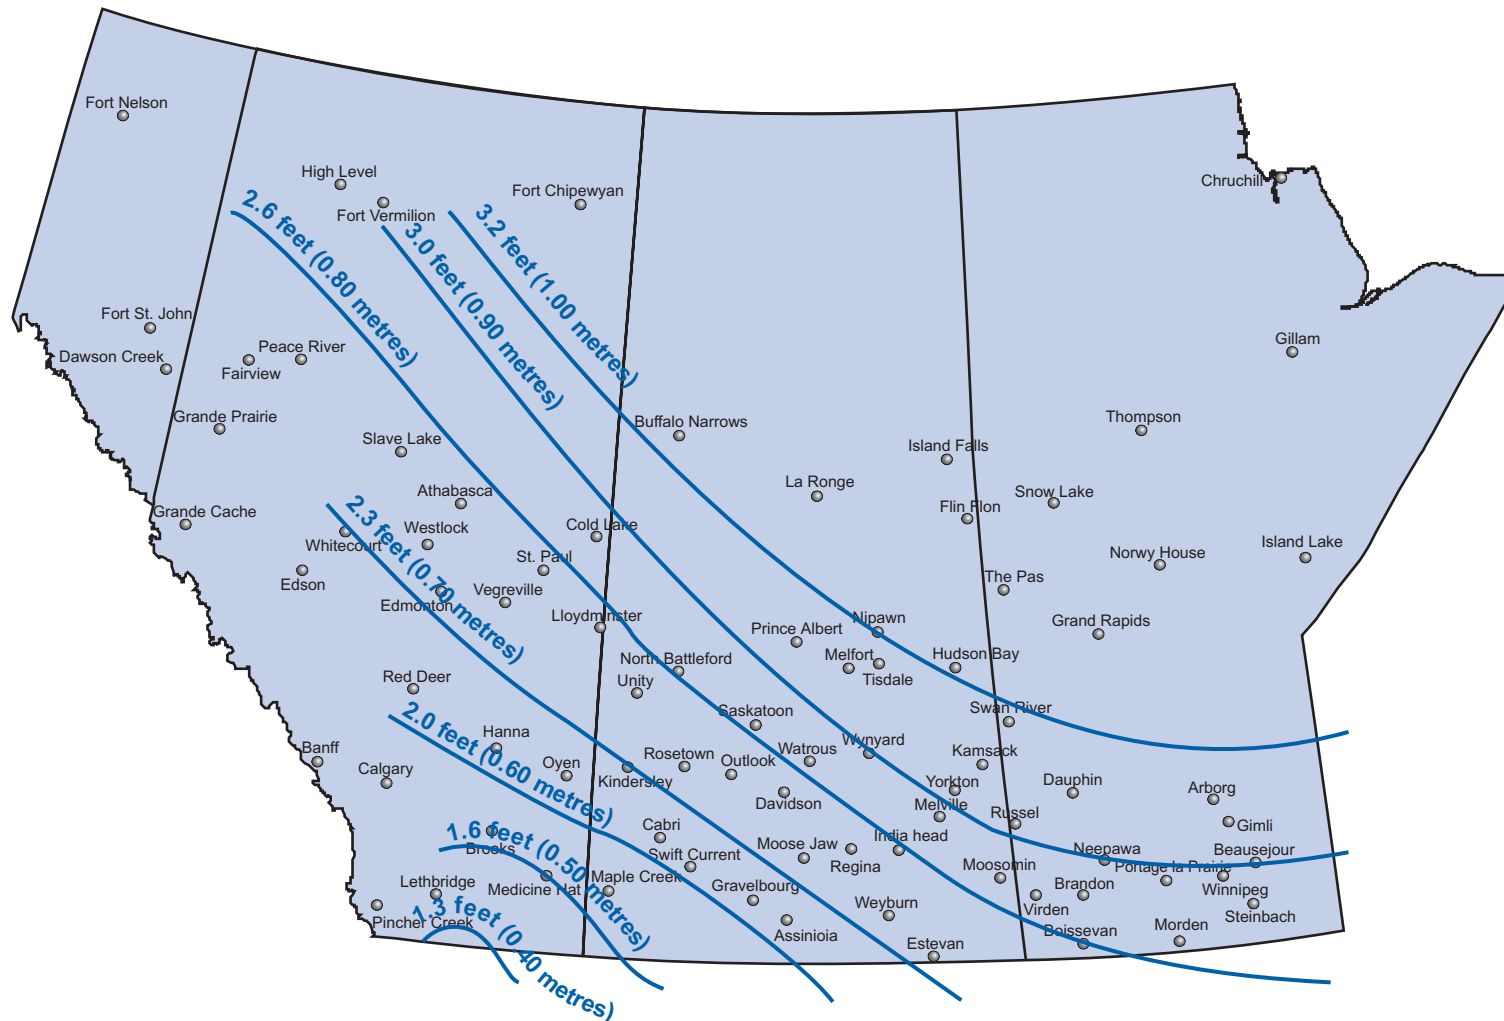 Fort Nelson
High Level
Fort Vermilion
Fort Chipewyan
Chruchill
2.6 feet (0.80 metres)
3.0 feet (0.90 metres)
3.2 feet (1.00 metres)
Fort St. John
Dawson Creek
Fairview
Peace River
Gillam
Grande Prairie
Slave Lake
Buffalo Narrows
Island Falls
Thompson
La Ronge
Athabasca
Snow Lake
Flin Flon
Grande Cache
2.3 feet (0.70 metres)
Whitecourt
Westlock
Cold Lake
Norwy House
Island Lake
Edson
St. Paul
Edmonton
Vegreville
The Pas
Lloydminster
Prince Albert
Nipawn
Grand Rapids
North Battleford
Melfort
Tisdale
Hudson Bay
Red Deer
Unity
Saskatoon
Swan River
2.0 feet (0.60 metres)
Hanna
Banff
Calgary
Oyen
Kindersley
Rosetown
Outlook
Watrous
Wynyard
Kamsack
Davidson
Yorkton
Melville
Dauphin
Arborg
Russel
Gimli
1.6 feet (0.50 metres)
Brooks
Cabri
Swift Current
Moose Jaw
Regina
India head
Neepawa
Beausejour
Moosomin
Portage la Prairie
Lethbridge
Medicine Hat
Maple Creek
Gravelbourg
Virden
Brandon
Winnipeg
Pincher Creek
1.3 feet (0.40 metres)
Weyburn
Steinbach
Assinioia
Estevan
Boissevan
Morden